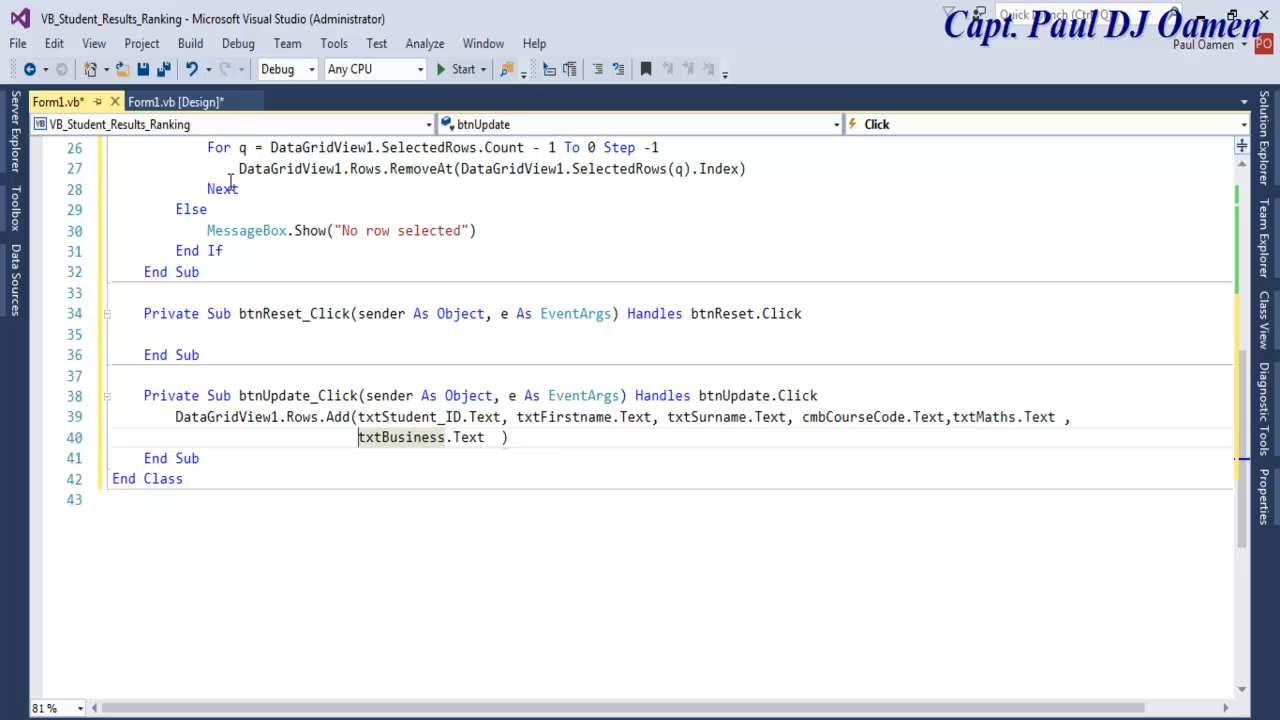 VB_Student_Results_Ranking - Microsoft Visual Studio (Administrator)
Quick Launch (Ctrl+Q)
Capt. Paul DJ Oamen
File Edit View Project Build Debug Team Tools Test Analyze Window Help
Paul Oamen PO
Debug Any CPU Start
Form1.vb* Form1.vb [Design]*
VB_Student_Results_Ranking btnUpdate Click
26 For q = DataGridView1.SelectedRows.Count - 1 To 0 Step -1
27 DataGridView1.Rows.RemoveAt(DataGridView1.SelectedRows(q).Index)
28 Next
29 Else
30 MessageBox.Show("No row selected")
31 End If
32 End Sub
33
34 Private Sub btnReset_Click(sender As Object, e As EventArgs) Handles btnReset.Click
35
36 End Sub
37
38 Private Sub btnUpdate_Click(sender As Object, e As EventArgs) Handles btnUpdate.Click
39 DataGridView1.Rows.Add(txtStudent_ID.Text, txtFirstname.Text, txtSurname.Text, cmbCourseCode.Text,txtMaths.Text ,
40 txtBusiness.Text )
41 End Sub
42 End Class
43
81 %
Server Explorer
Toolbox
Data Sources
Solution Explorer
Team Explorer
Class View
Diagnostic Tools
Properties